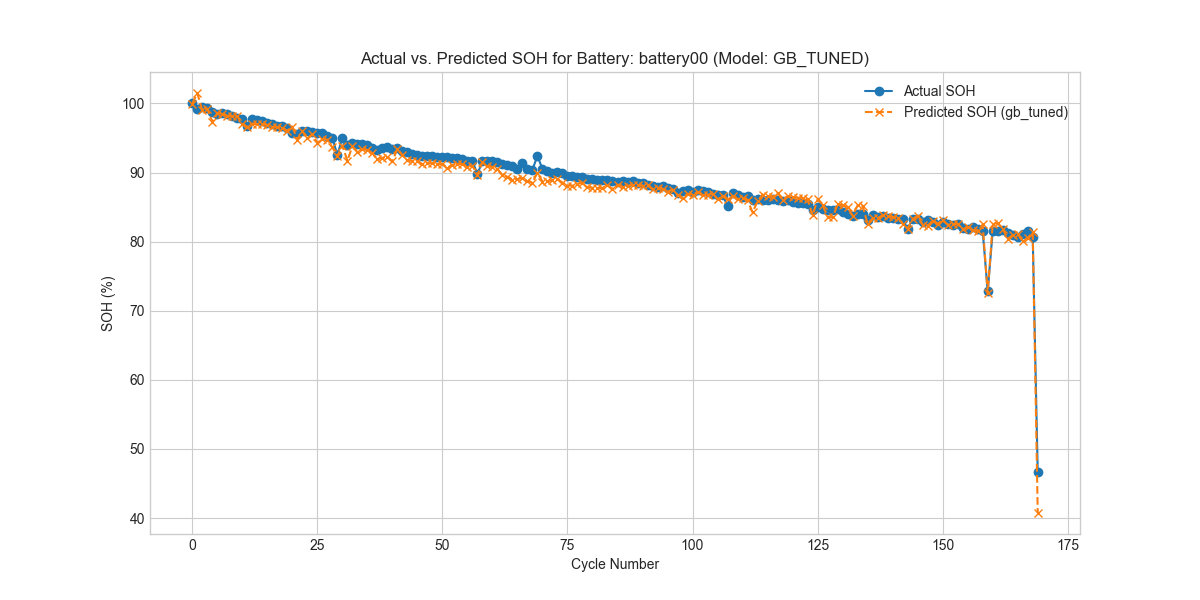 Actual vs. Predicted SOH for Battery: battery00 (Model: GB_TUNED)
Actual SOH
Predicted SOH (gb_tuned)
SOH (%)
100
90
80
70
60
50
40
0 25 50 75 100 125 150 175
Cycle Number